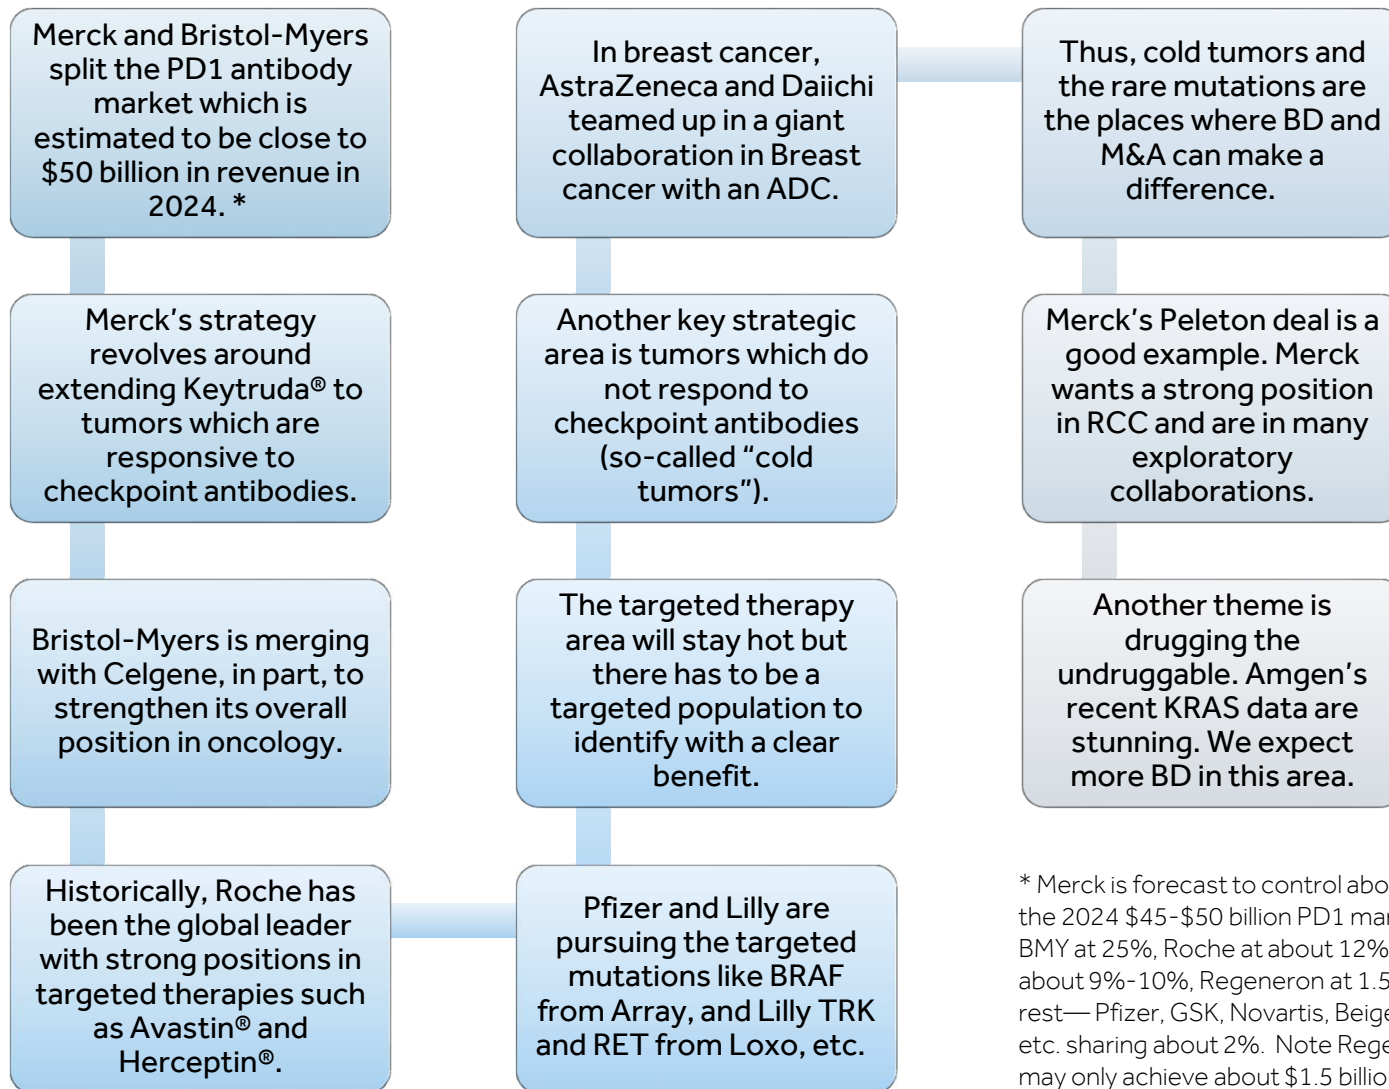 Merck and Bristol-Myers
split the PD1 antibody
market which is
estimated to be close to
$50 billion in revenue in
2024. *
Merck’s strategy
revolves around
extending Keytruda® to
tumors which are
responsive to
checkpoint antibodies.
Bristol-Myers is merging
with Celgene, in part, to
strengthen its overall
position in oncology.
Historically, Roche has
been the global leader
with strong positions in
targeted therapies such
as Avastin® and
Herceptin®.
Pfizer and Lilly are
pursuing the targeted
mutations like BRAF
from Array, and Lilly TRK
and RET from Loxo, etc.
The targeted therapy
area will stay hot but
there has to be a
targeted population to
identify with a clear
benefit.
Another key strategic
area is tumors which do
not respond to
checkpoint antibodies
(so-called “cold
tumors”).
In breast cancer,
AstraZeneca and Daiichi
teamed up in a giant
collaboration in Breast
cancer with an ADC.
Thus, cold tumors and
the rare mutations are
the places where BD and
M&A can make a
difference.
Merck’s Peleton deal is a
good example. Merck
wants a strong position
in RCC and are in many
exploratory
collaborations.
Another theme is
drugging the
undruggable. Amgen’s
recent KRAS data are
stunning. We expect
more BD in this area.
* Merck is forecast to control
the 2024 $45-$50 billion PD1
BMY at 25%, Roche at about 12%
about 9%-10%, Regeneron at 1.5
rest— Pfizer, GSK, Novartis,
etc. sharing about 2%. Note
may only achieve about $1.5 billio